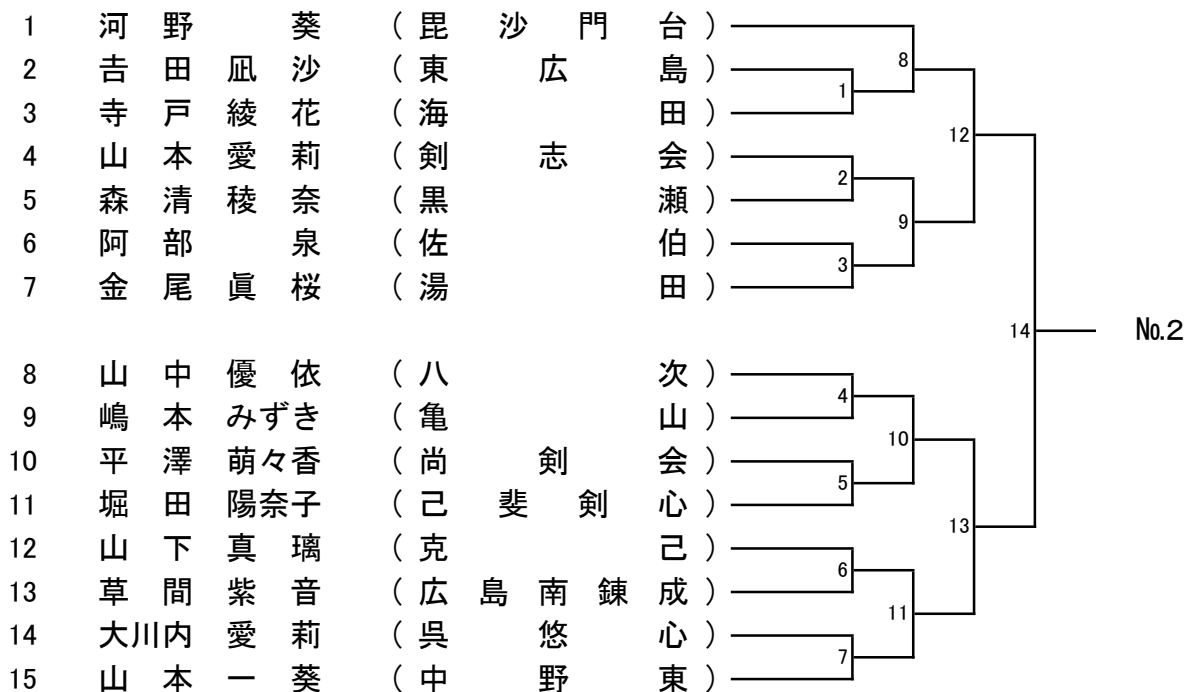 1 河野 葵 (毘沙門台)
8
2 吉田凪沙 (東広島)
1
3 寺戸綾花 (海田)
12
4 山本愛莉 (剣志会)
2
5 森清稜奈 (黒瀬)
9
6 阿部 泉 (佐伯)
3
7 金尾眞桜 (湯田)
14 №2
8 山中優依 (八次)
4
9 嶋本みずき (亀山)
10
10 平澤萌々香 (尚剣会)
5
11 堀田陽奈子 (己斐剣心)
13
12 山下真璃 (克己)
6
13 草間紫音 (広島南錬成)
11
14 大川内愛莉 (呉悠心)
7
15 山本一葵 (中野東)